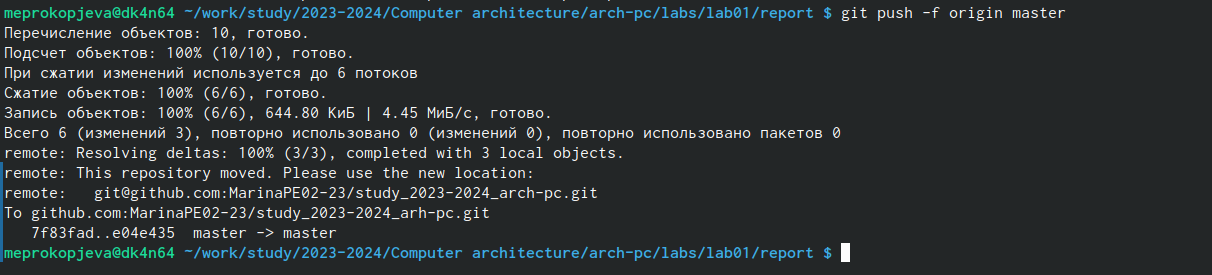 meprokopjeva@dk4n64 ~/work/study/2023-2024/Computer architecture/arch-pc/labs/lab01/report $ git push -f origin master
Перечисление объектов: 10, готово.
Подсчет объектов: 100% (10/10), готово.
При сжатии изменений используется до 6 потоков
Сжатие объектов: 100% (6/6), готово.
Запись объектов: 100% (6/6), 644.80 КиБ | 4.45 МиБ/с, готово.
Всего 6 (изменений 3), повторно использовано 0 (изменений 0), повторно использовано пакетов 0
remote: Resolving deltas: 100% (3/3), completed with 3 local objects.
remote: This repository moved. Please use the new location:
remote:   git@github.com:MarinaPE02-23/study_2023-2024_arch-pc.git
To github.com:MarinaPE02-23/study_2023-2024_arh-pc.git
   7f83fad..e04e435  master -> master
meprokopjeva@dk4n64 ~/work/study/2023-2024/Computer architecture/arch-pc/labs/lab01/report $